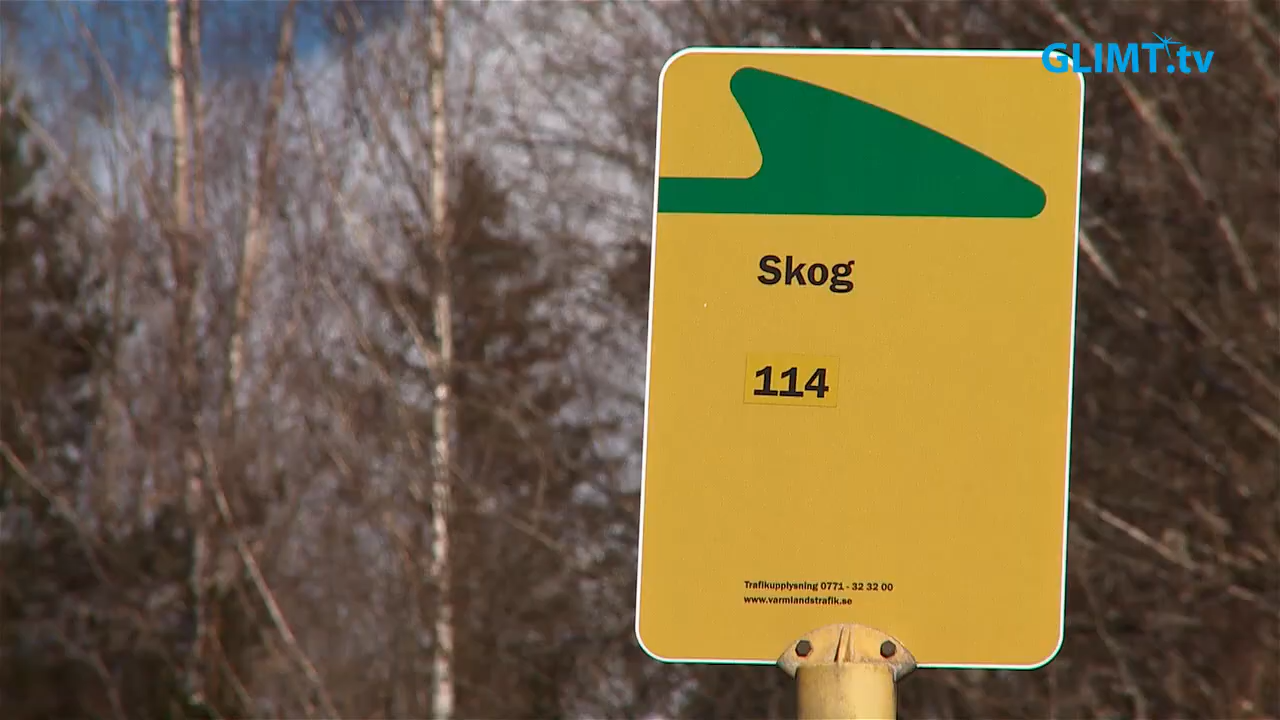 GLIMT.tv
Skog
114
Trafikupplysning 0771 - 32 32 00
www.varmlandstrafik.se